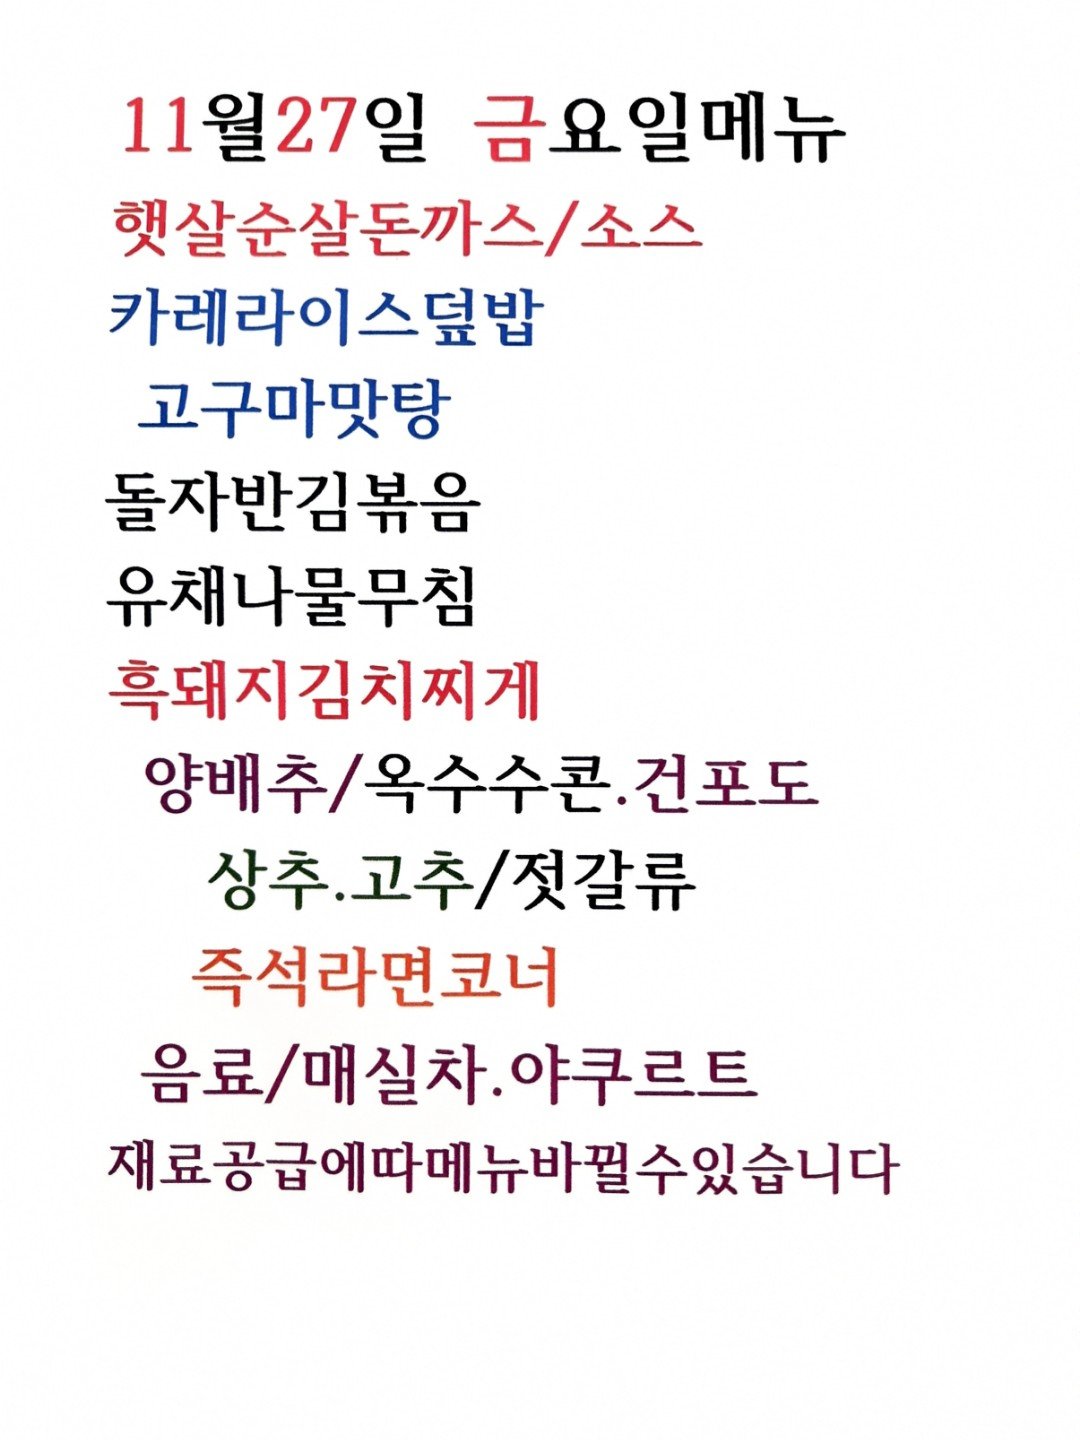 11월27일 금요일메뉴
햇살순살돈까스/소스
카레라이스덮밥
고구마맛탕
돌자반김볶음
유채나물무침
흑돼지김치찌게
양배추/옥수수콘.건포도
상추.고추/젓갈류
즉석라면코너
음료/매실차.야쿠르트
재료공급에따메뉴바뀔수있습니다